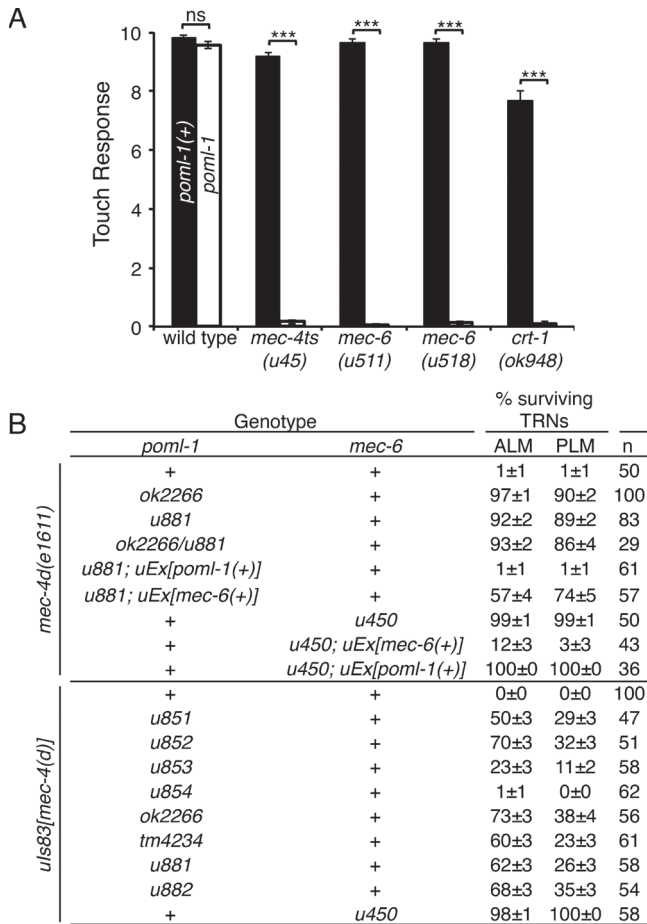 A
ns
***
***
***
***
Touch Response
10
8
6
4
2
0
poml-1(+)
poml-1
wild type
mec-4ts
(u45)
mec-6
(u511)
mec-6
(u518)
crt-1
(ok948)
B
Genotype % surviving TRNs
poml-1 mec-6 ALM PLM n
mec-4d(e1611)
+ + 1±1 1±1 50
ok2266 + 97±1 90±2 100
u881 + 92±2 89±2 83
ok2266/u881 + 93±2 86±4 29
u881; uEx[poml-1(+)] + 1±1 1±1 61
u881; uEx[mec-6(+)] + 57±4 74±5 57
+ u450 99±1 99±1 50
+ u450; uEx[mec-6(+)] 12±3 3±3 43
+ u450; uEx[poml-1(+)] 100±0 100±0 36
uIs83[mec-4(d)]
+ + 0±0 0±0 100
u851 + 50±3 29±3 47
u852 + 70±3 32±3 51
u853 + 23±3 11±2 58
u854 + 1±1 0±0 62
ok2266 + 73±3 38±4 56
tm4234 + 60±3 23±3 61
u881 + 62±3 26±3 58
u882 + 68±3 35±3 54
+ u450 98±1 100±0 58